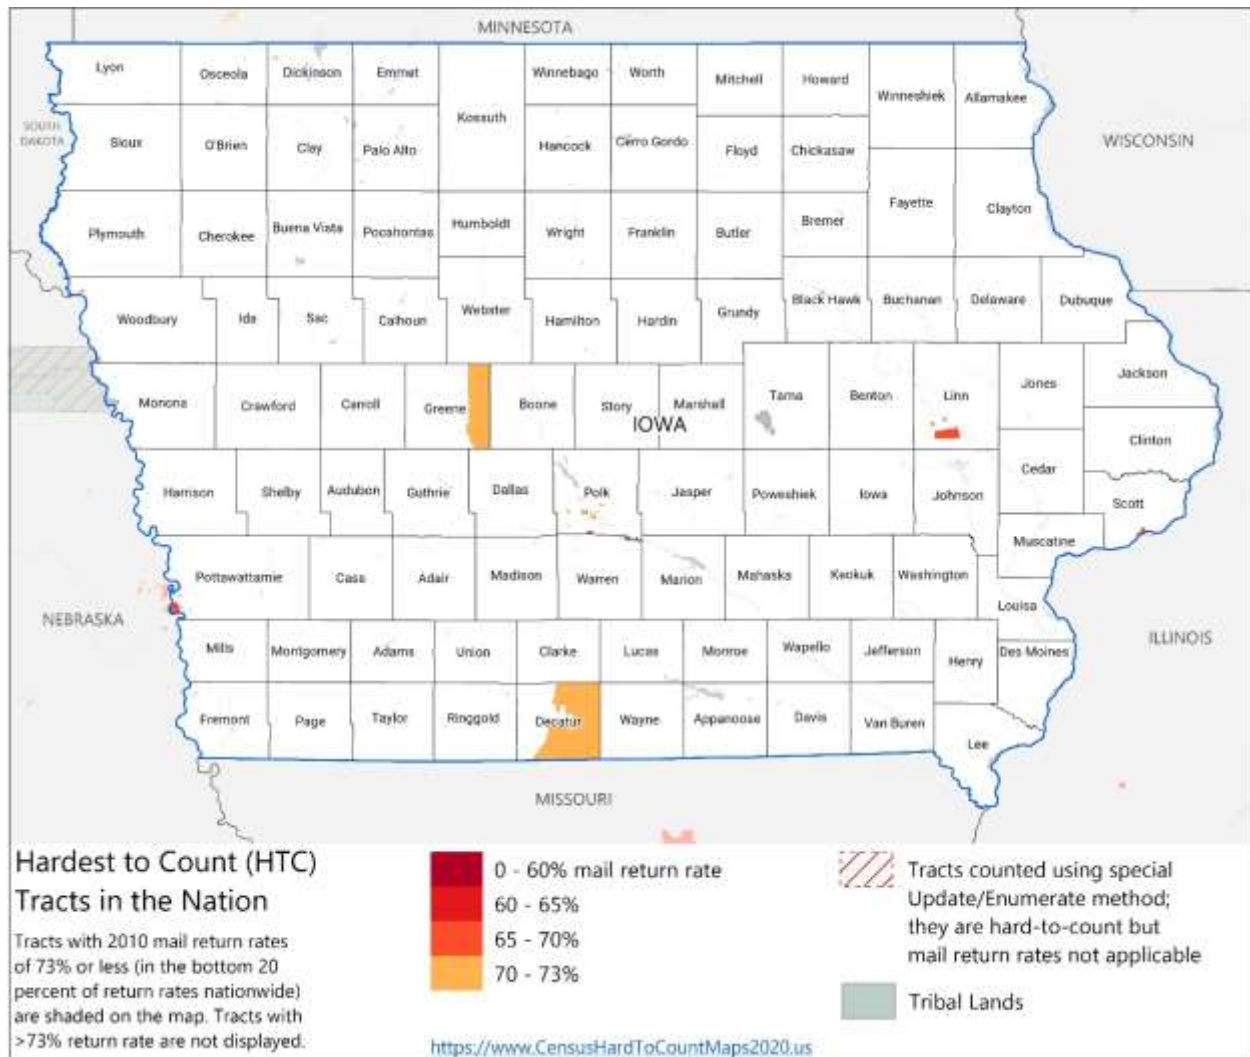 MINNESOTA
Lyon
Osceola
Dickinson
Emmet
Kossuth
Winnebago
Worth
Mitchell
Howard
Winneshiek
Allamakee
SOUTH
DAKOTA
Sioux
O'Brien
Clay
Palo Alto
Hancock
Cerro Gordo
Floyd
Chickasaw
WISCONSIN
Plymouth
Cherokee
Buena Vista
Pocahontas
Humboldt
Wright
Franklin
Butler
Bremer
Fayette
Clayton
Woodbury
Ida
Sac
Calhoun
Webster
Hamilton
Hardin
Grundy
Black Hawk
Buchanan
Delaware
Dubuque
Monona
Crawford
Carroll
Greene
Boone
Story
Marshall
IOWA
Tama
Benton
Linn
Jones
Jackson
Clinton
Harrison
Shelby
Audubon
Guthrie
Dallas
Polk
Jasper
Poweshiek
Iowa
Johnson
Cedar
Scott
Muscatine
NEBRASKA
Pottawattamie
Cass
Adair
Madison
Warren
Marion
Mahaska
Keokuk
Washington
Louisa
ILLINOIS
Mills
Montgomery
Adams
Union
Clarke
Lucas
Monroe
Wapello
Jefferson
Henry
Des Moines
Fremont
Page
Taylor
Ringgold
Decatur
Wayne
Appanoose
Davis
Van Buren
Lee
MISSOURI
Hardest to Count (HTC)
Tracts in the Nation
Tracts with 2010 mail return rates
of 73% or less (in the bottom 20
percent of return rates nationwide)
are shaded on the map. Tracts with
>73% return rate are not displayed.
0 - 60% mail return rate
60 - 65%
65 - 70%
70 - 73%
https://www.CensusHardToCountMaps2020.us
Tracts counted using special
Update/Enumerate method;
they are hard-to-count but
mail return rates not applicable
Tribal Lands